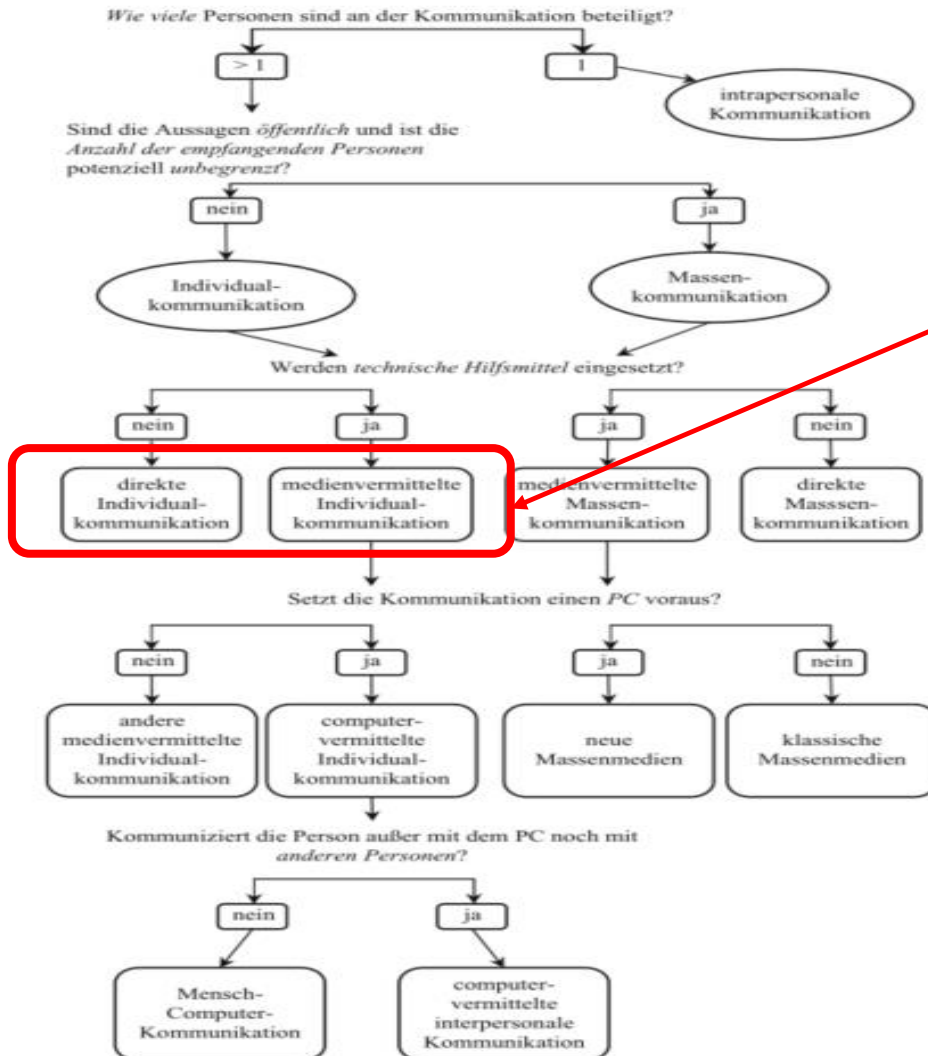 Wie viele Personen sind an der Kommunikation beteiligt?
> 1
1
intrapersonale
Kommunikation
Sind die Aussagen öffentlich und ist die
Anzahl der empfangenden Personen
potenziell unbegrenzt?
nein
ja
Individual-
kommunikation
Massen-
kommunikation
Werden technische Hilfsmittel eingesetzt?
nein
ja
ja
nein
direkte
Individual-
kommunikation
medienvermittelte
Individual-
kommunikation
medienvermittelte
Massen-
kommunikation
direkte
Masssen-
kommunikation
Setzt die Kommunikation einen PC voraus?
nein
ja
ja
nein
andere
medienvermittelte
Individual-
kommunikation
computer-
vermittelte
Individual-
kommunikation
neue
Massenmedien
klassische
Massenmedien
Kommuniziert die Person außer mit dem PC noch mit
anderen Personen?
nein
ja
Mensch-
Computer-
Kommunikation
computer-
vermittelte
interpersonale
Kommunikation